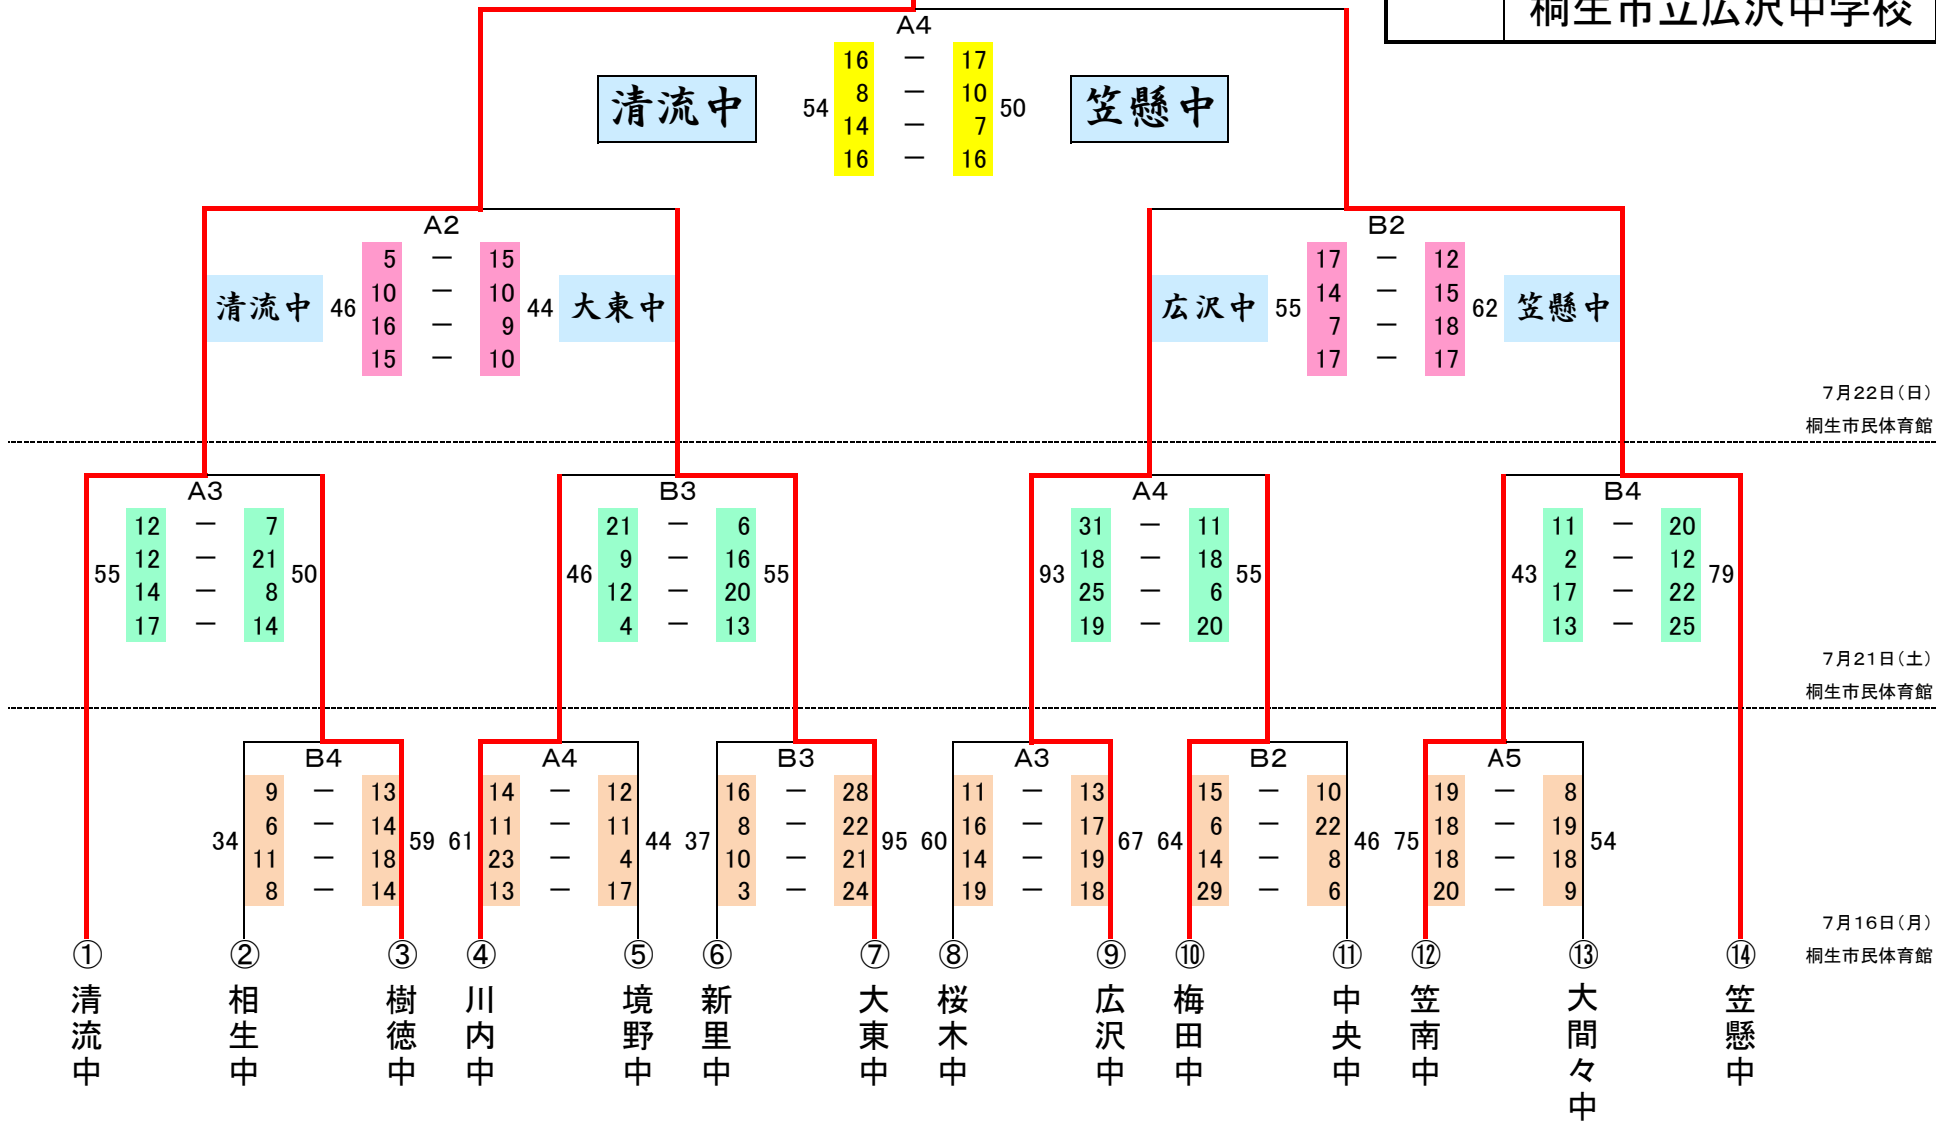 桐生市立広沢中学校
A4
16 － 17
8 － 10
14 － 7
16 － 16
清流中 54 50 笠懸中
A2
5 － 15
10 － 10
16 － 9
15 － 10
清流中 46 44 大東中
B2
17 － 12
14 － 15
7 － 18
17 － 17
広沢中 55 62 笠懸中
7月22日(日)
桐生市民体育館
A3
12 － 7
12 － 21
14 － 8
17 － 14
55 50
B3
21 － 6
9 － 16
12 － 20
4 － 13
46 55
A4
31 － 11
18 － 18
25 － 6
19 － 20
93 55
B4
11 － 20
2 － 12
17 － 22
13 － 25
43 79
7月21日(土)
桐生市民体育館
B4
9 － 13
6 － 14
11 － 18
8 － 14
34 59
A4
14 － 12
11 － 11
23 － 4
13 － 17
61 44
B3
16 － 28
8 － 22
10 － 21
3 － 24
37 95
A3
11 － 13
16 － 17
14 － 19
19 － 18
60 67
B2
15 － 10
6 － 22
14 － 8
29 － 6
64 46
A5
19 － 8
18 － 19
18 － 18
20 － 9
75 54
7月16日(月)
桐生市民体育館
① 清流中
② 相生中
③ 樹徳中
④ 川内中
⑤ 境野中
⑥ 新里中
⑦ 大東中
⑧ 桜木中
⑨ 広沢中
⑩ 梅田中
⑪ 中央中
⑫ 笠南中
⑬ 大間々中
⑭ 笠懸中